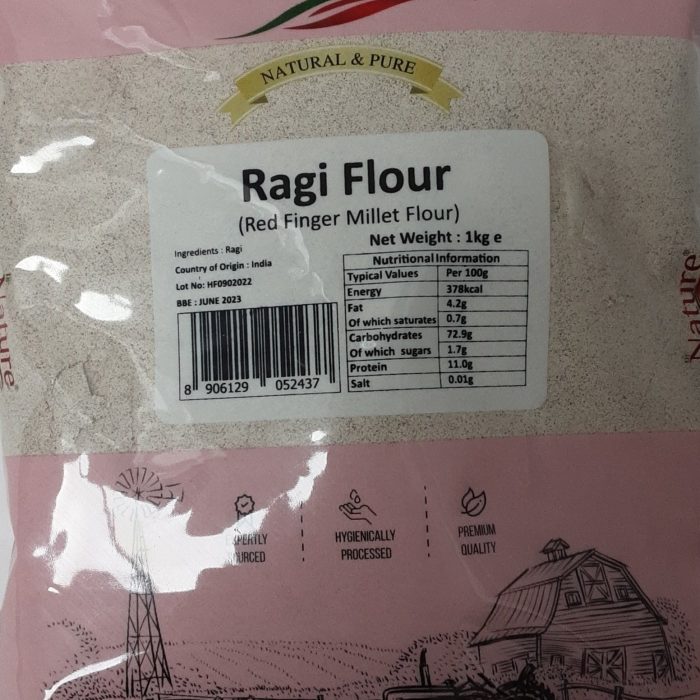 NATURAL & PURE
Ragi Flour
(Red Finger Millet Flour)
Net Weight : 1kg e
Ingredients : Ragi
Country of Origin : India
Lot No: HF0902022
BBE : JUNE 2023
8 906129 052437
Nutritional Information
Typical Values Per 100g
Energy 378kcal
Fat 4.2g
Of which saturates 0.7g
Carbohydrates 72.9g
Of which sugars 1.7g
Protein 11.0g
Salt 0.01g
Nature®
Nature®
HYGIENICALLY
PROCESSED
PREMIUM
QUALITY